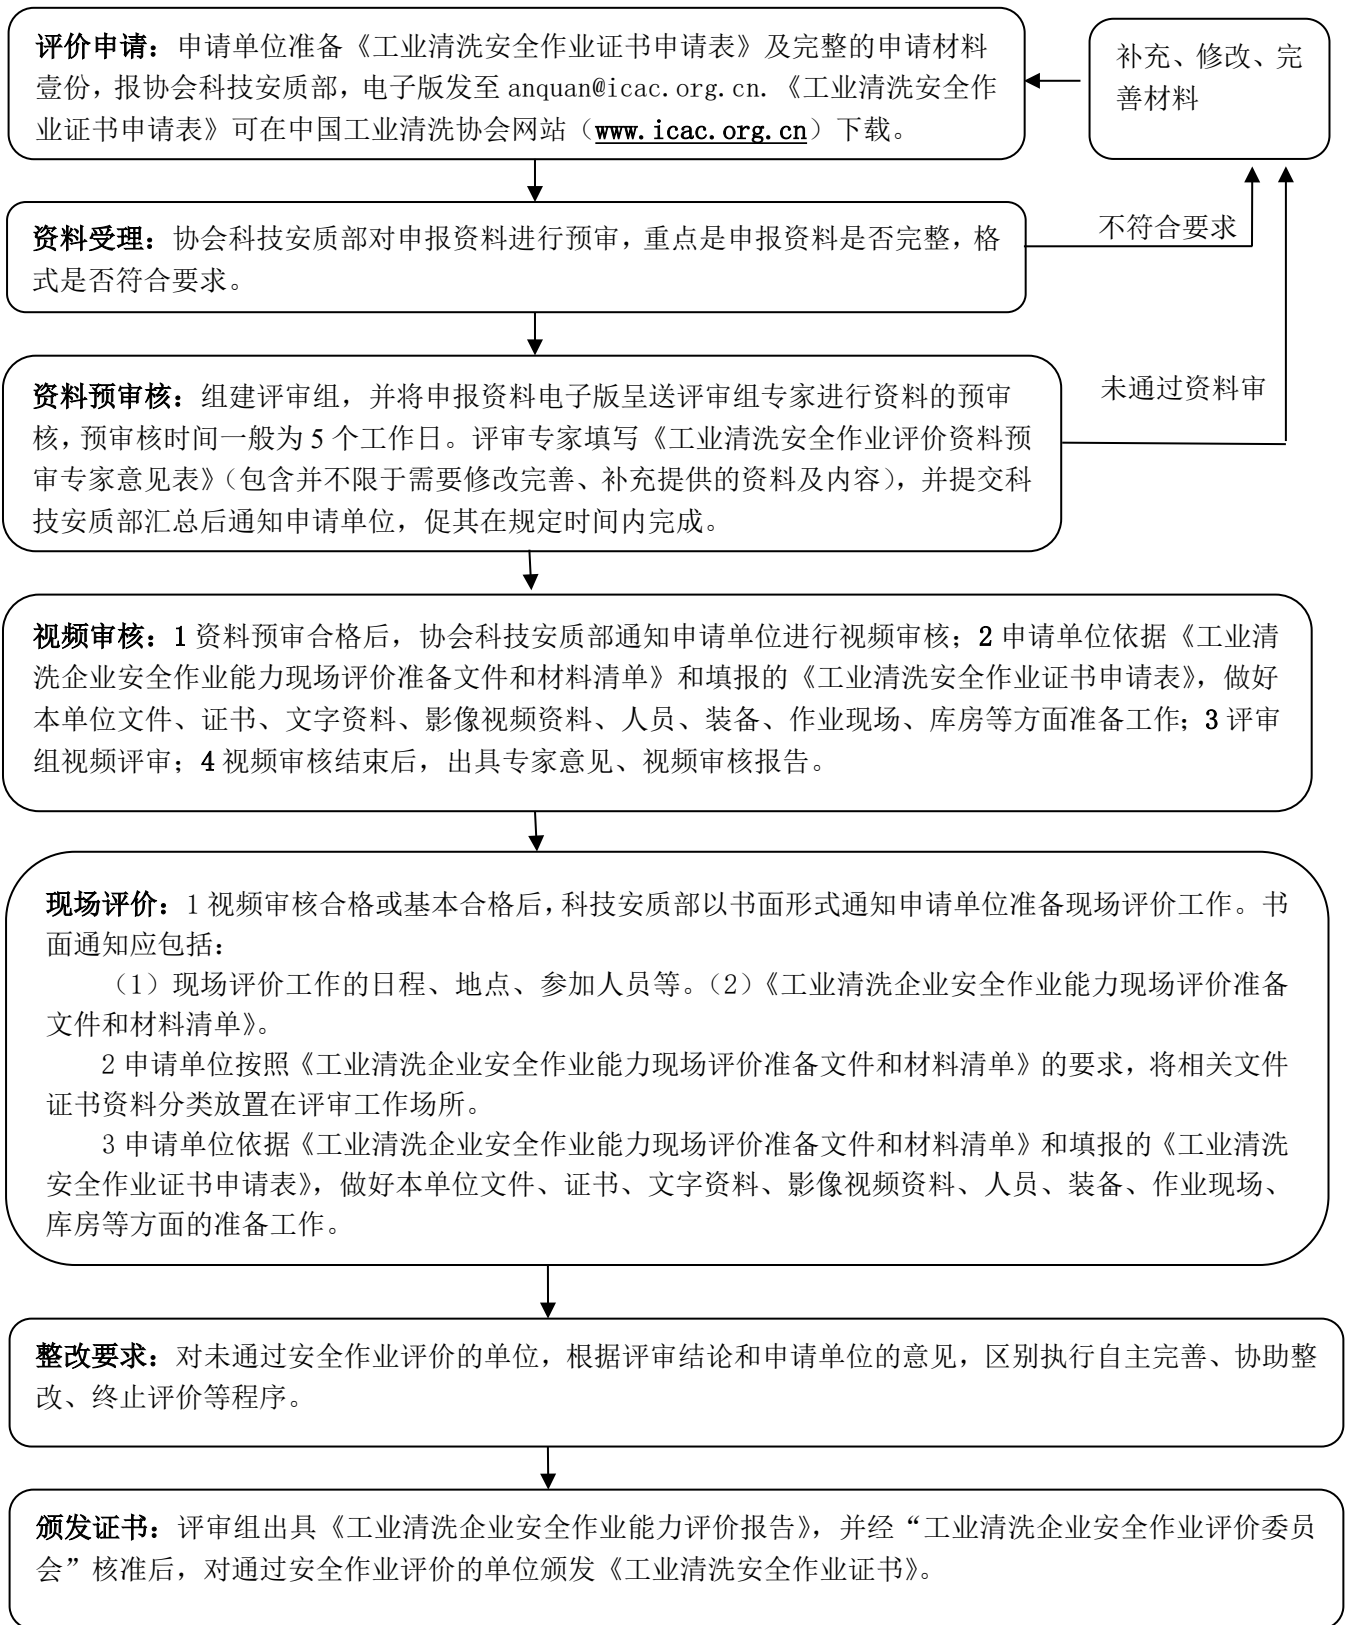 评价申请：申请单位准备《工业清洗安全作业证书申请表》及完整的申请材料
壹份，报协会科技安质部，电子版发至 anquan@icac.org.cn.《工业清洗安全作
业证书申请表》可在中国工业清洗协会网站（www.icac.org.cn）下载。
补充、修改、完
善材料
资料受理：协会科技安质部对申报资料进行预审，重点是申报资料是否完整，格
式是否符合要求。
不符合要求
资料预审核：组建评审组，并将申报资料电子版呈送评审组专家进行资料的预审
核，预审核时间一般为 5 个工作日。评审专家填写《工业清洗安全作业评价资料预
审专家意见表》（包含并不限于需要修改完善、补充提供的资料及内容），并提交科
技安质部汇总后通知申请单位，促其在规定时间内完成。
未通过资料审
视频审核：1 资料预审合格后，协会科技安质部通知申请单位进行视频审核；2 申请单位依据《工业清
洗企业安全作业能力现场评价准备文件和材料清单》和填报的《工业清洗安全作业证书申请表》，做好
本单位文件、证书、文字资料、影像视频资料、人员、装备、作业现场、库房等方面准备工作；3 评审
组视频评审；4 视频审核结束后，出具专家意见、视频审核报告。
现场评价：1 视频审核合格或基本合格后，科技安质部以书面形式通知申请单位准备现场评价工作。书
面通知应包括：
（1）现场评价工作的日程、地点、参加人员等。（2）《工业清洗企业安全作业能力现场评价准备
文件和材料清单》。
2 申请单位按照《工业清洗企业安全作业能力现场评价准备文件和材料清单》的要求，将相关文件
证书资料分类放置在评审工作场所。
3 申请单位依据《工业清洗企业安全作业能力现场评价准备文件和材料清单》和填报的《工业清洗
安全作业证书申请表》，做好本单位文件、证书、文字资料、影像视频资料、人员、装备、作业现场、
库房等方面的准备工作。
整改要求：对未通过安全作业评价的单位，根据评审结论和申请单位的意见，区别执行自主完善、协助整
改、终止评价等程序。
颁发证书：评审组出具《工业清洗企业安全作业能力评价报告》，并经“工业清洗企业安全作业评价委员
会”核准后，对通过安全作业评价的单位颁发《工业清洗安全作业证书》。